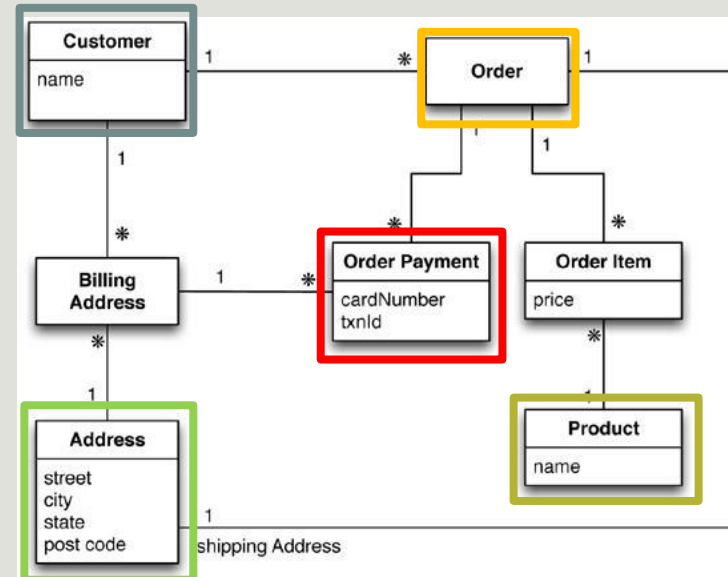 Customer
name
1
*
Order
1
1
*
1
1
*
*
Billing
Address
1
*
Order Payment
cardNumber
txnId
Order Item
price
*
1
*
1
Address
street
city
state
post code
Product
name
1
shipping Address